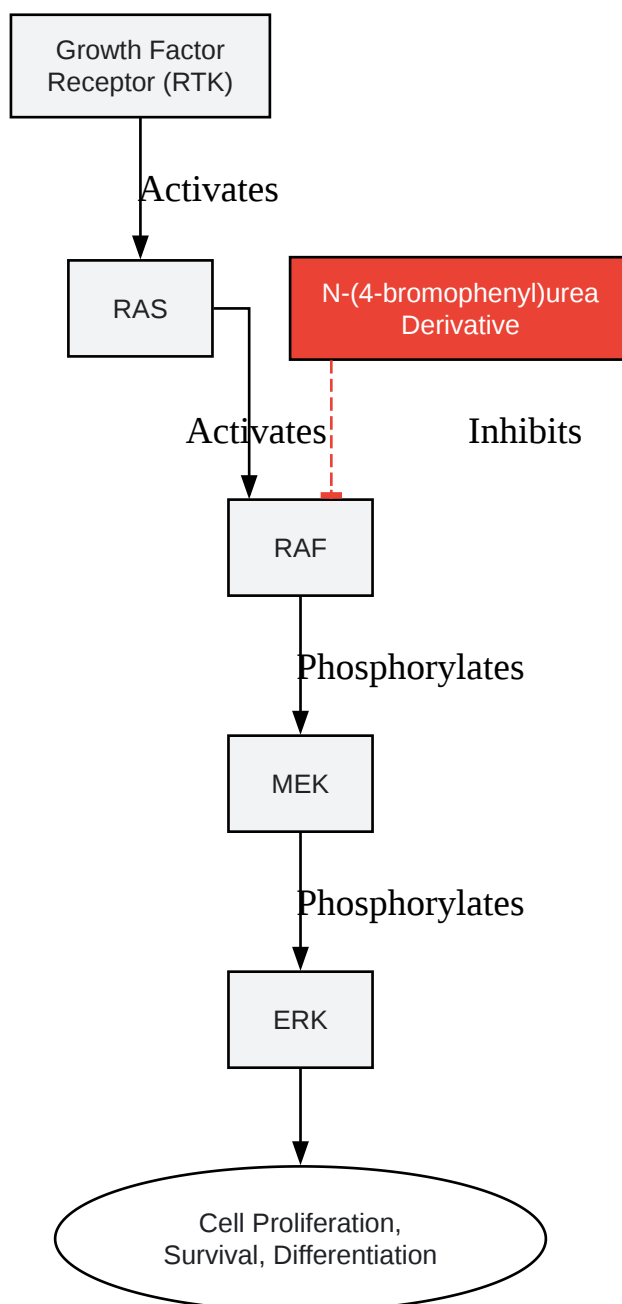 Growth Factor
Receptor (RTK)
Activates
RAS
N-(4-bromophenyl)urea
Derivative
Activates
Inhibits
RAF
Phosphorylates
MEK
Phosphorylates
ERK
Cell Proliferation,
Survival, Differentiation